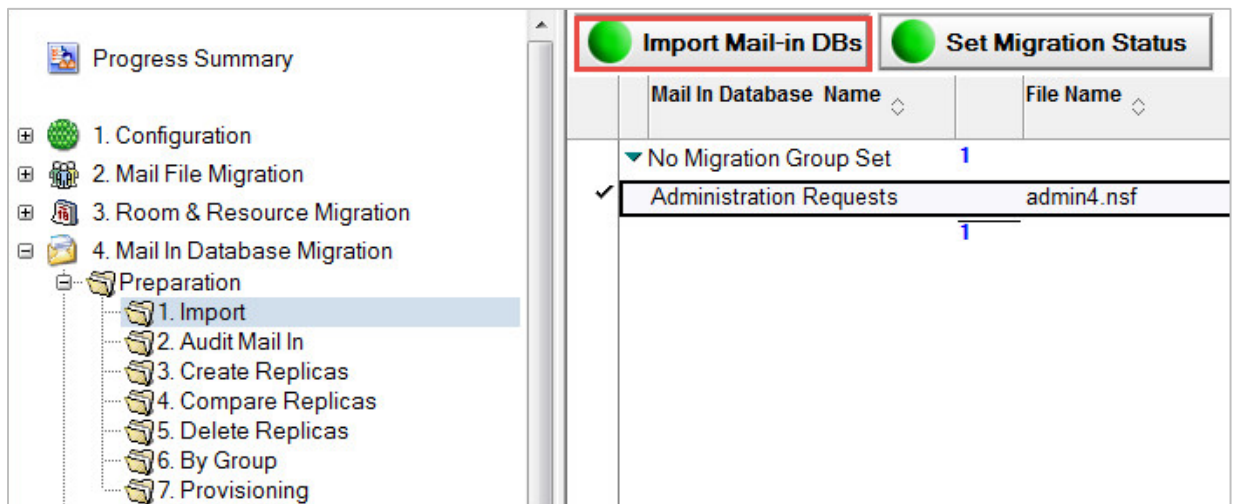 Progress Summary
1. Configuration
2. Mail File Migration
3. Room & Resource Migration
4. Mail In Database Migration
Preparation
1. Import
2. Audit Mail In
3. Create Replicas
4. Compare Replicas
5. Delete Replicas
6. By Group
7. Provisioning
Import Mail-in DBs Set Migration Status
Mail In Database Name File Name
No Migration Group Set 1
Administration Requests admin4.nsf
1